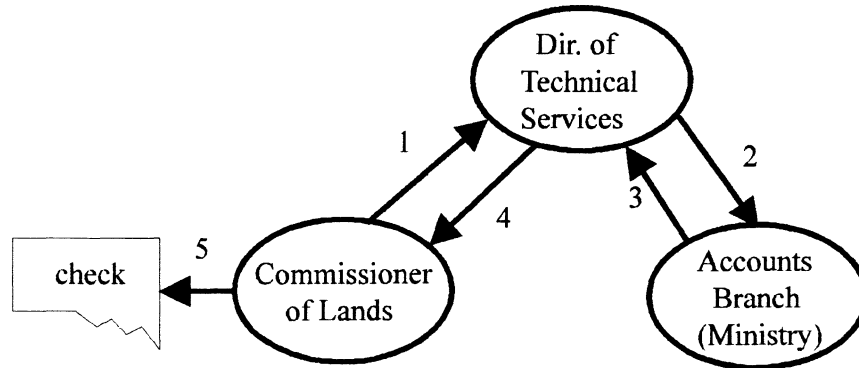 Dir. of
Technical
Services
1
2
3
4
5
check
Commissioner
of Lands
Accounts
Branch
(Ministry)